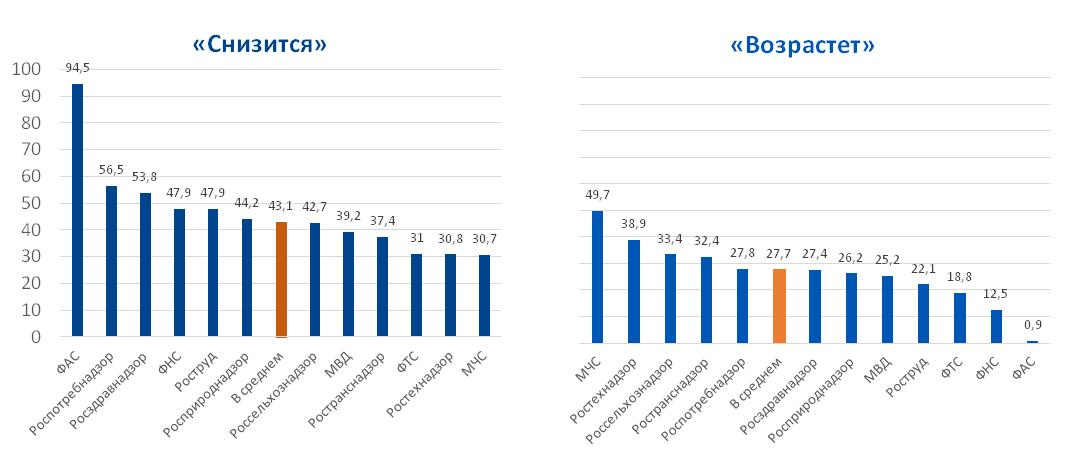 «Снизится»
100
90
80
70
60
50
40
30
20
10
0
94,5
56,5
53,8
47,9
47,9
44,2
43,1
42,7
39,2
37,4
31
30,8
30,7
ФАС
Роспотребнадзор
Росздравнадзор
ФНС
Роструд
Росприроднадзор
В среднем
Россельхознадзор
МВД
Ространснадзор
ФТС
Ростехнадзор
МЧС
«Возрастет»
49,7
38,9
33,4
32,4
27,8
27,7
27,4
26,2
25,2
22,1
18,8
12,5
0,9
МЧС
Ростехнадзор
Россельхознадзор
Ространснадзор
Роспотребнадзор
В среднем
Росздравнадзор
Росприроднадзор
МВД
Роструд
ФТС
ФНС
ФАС